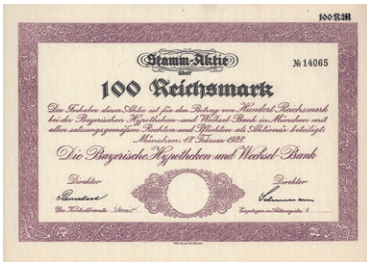 100 RM
Stamm-Aktie
über
№ 14065
100 Reichsmark
Der Inhaber dieser Aktie ist für den Betrag von Hundert Reichsmark
bei der Bayerischen Hypotheken- und Wechsel-Bank in München mit
allen satzungsgemäßen Rechten und Pflichten als Aktionär beteiligt.
München, 18. Februar
Die Bayerische Hypotheken- und Wechsel-Bank
Direktor Direktor
Der